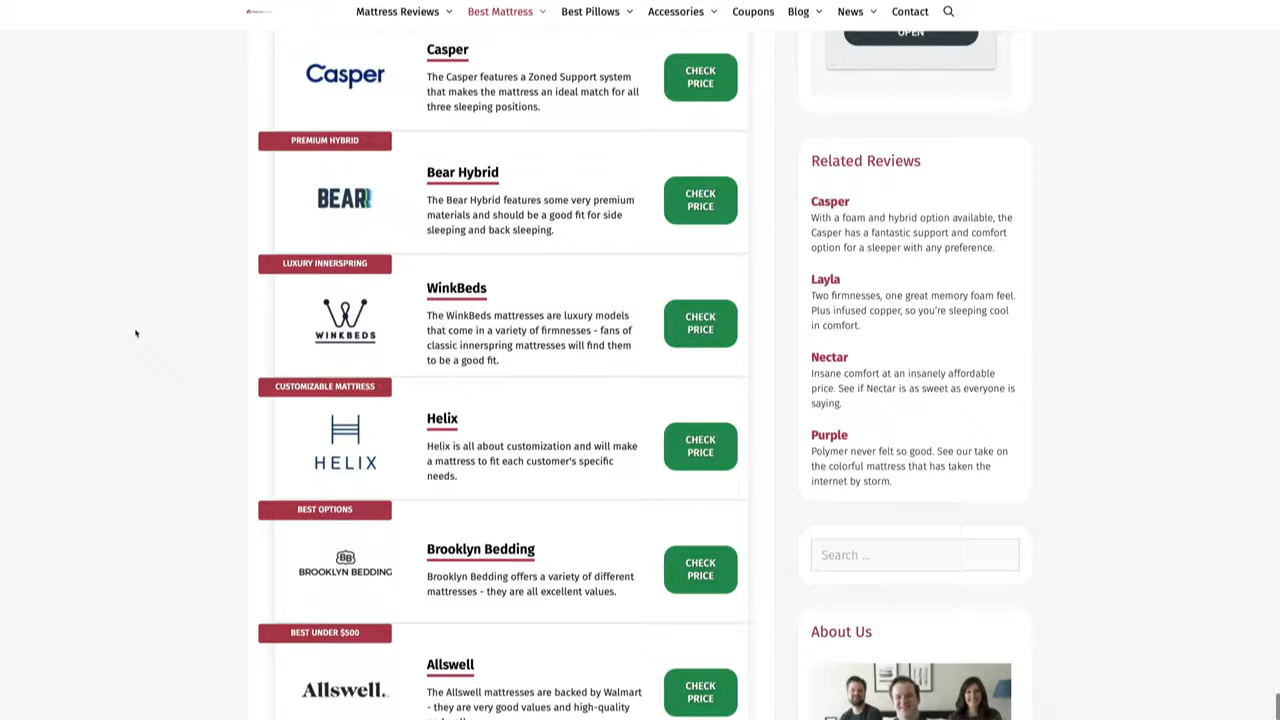 Mattress Reviews Best Mattress Best Pillows Accessories Coupons Blog News Contact
OPEN
Casper
Casper
The Casper features a Zoned Support system
that makes the mattress an ideal match for all
three sleeping positions.
CHECK
PRICE
PREMIUM HYBRID
BEAR
Bear Hybrid
The Bear Hybrid features some very premium
materials and should be a good fit for side
sleeping and back sleeping.
CHECK
PRICE
LUXURY INNERSPRING
WINKBEDS
WinkBeds
The WinkBeds mattresses are luxury models
that come in a variety of firmnesses - fans of
classic innerspring mattresses will find them
to be a good fit.
CHECK
PRICE
CUSTOMIZABLE MATTRESS
HELIX
Helix
Helix is all about customization and will make
a mattress to fit each customer's specific
needs.
CHECK
PRICE
BEST OPTIONS
BB
BROOKLYN BEDDING
Brooklyn Bedding
Brooklyn Bedding offers a variety of different
mattresses - they are all excellent values.
CHECK
PRICE
BEST UNDER $500
Allswell.
Allswell
The Allswell mattresses are backed by Walmart
- they are very good values and high-quality
CHECK
PRICE
Related Reviews
Casper
With a foam and hybrid option available, the
Casper has a fantastic support and comfort
option for a sleeper with any preference.
Layla
Two firmnesses, one great memory foam feel.
Plus infused copper, so you're sleeping cool
in comfort.
Nectar
Insane comfort at an insanely affordable
price. See if Nectar is as sweet as everyone is
saying.
Purple
Polymer never felt so good. See our take on
the colorful mattress that has taken the
internet by storm.
Search ...
About Us